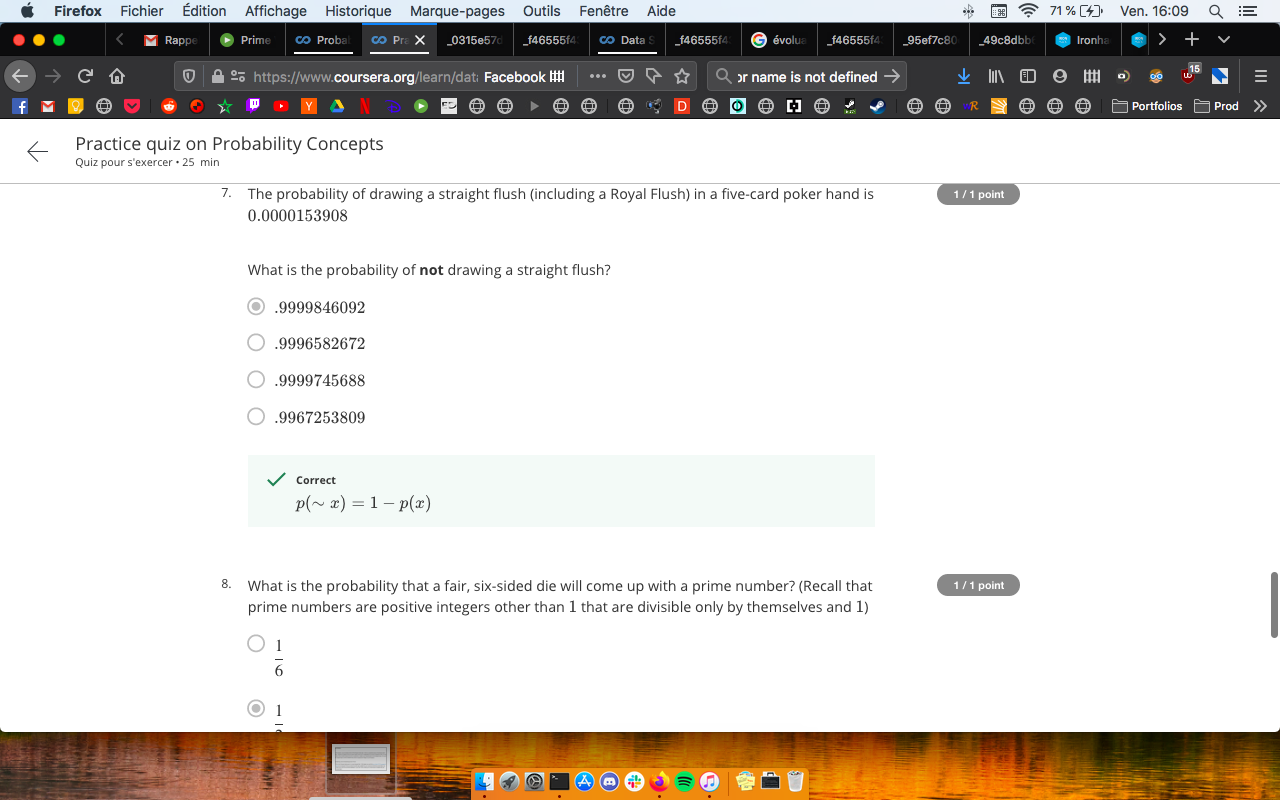 Firefox Fichier Édition Affichage Historique Marque-pages Outils Fenêtre Aide 71 % Ven. 16:09
Rappe Prime Proba Pra _0315e57d _f46555f4 Data S _f46555f4 évolua _f46555f4 _95ef7c80 _49c8dbb Ironha
https://www.coursera.org/learn/dat Facebook or name is not defined 15
Portfolios Prod
Practice quiz on Probability Concepts
Quiz pour s'exercer • 25 min
7. The probability of drawing a straight flush (including a Royal Flush) in a five-card poker hand is 1 / 1 point
0.0000153908
What is the probability of not drawing a straight flush?
.9999846092
.9996582672
.9999745688
.9967253809
Correct
p(∼ x) = 1 − p(x)
8. What is the probability that a fair, six-sided die will come up with a prime number? (Recall that 1 / 1 point
prime numbers are positive integers other than 1 that are divisible only by themselves and 1)
1
6
1